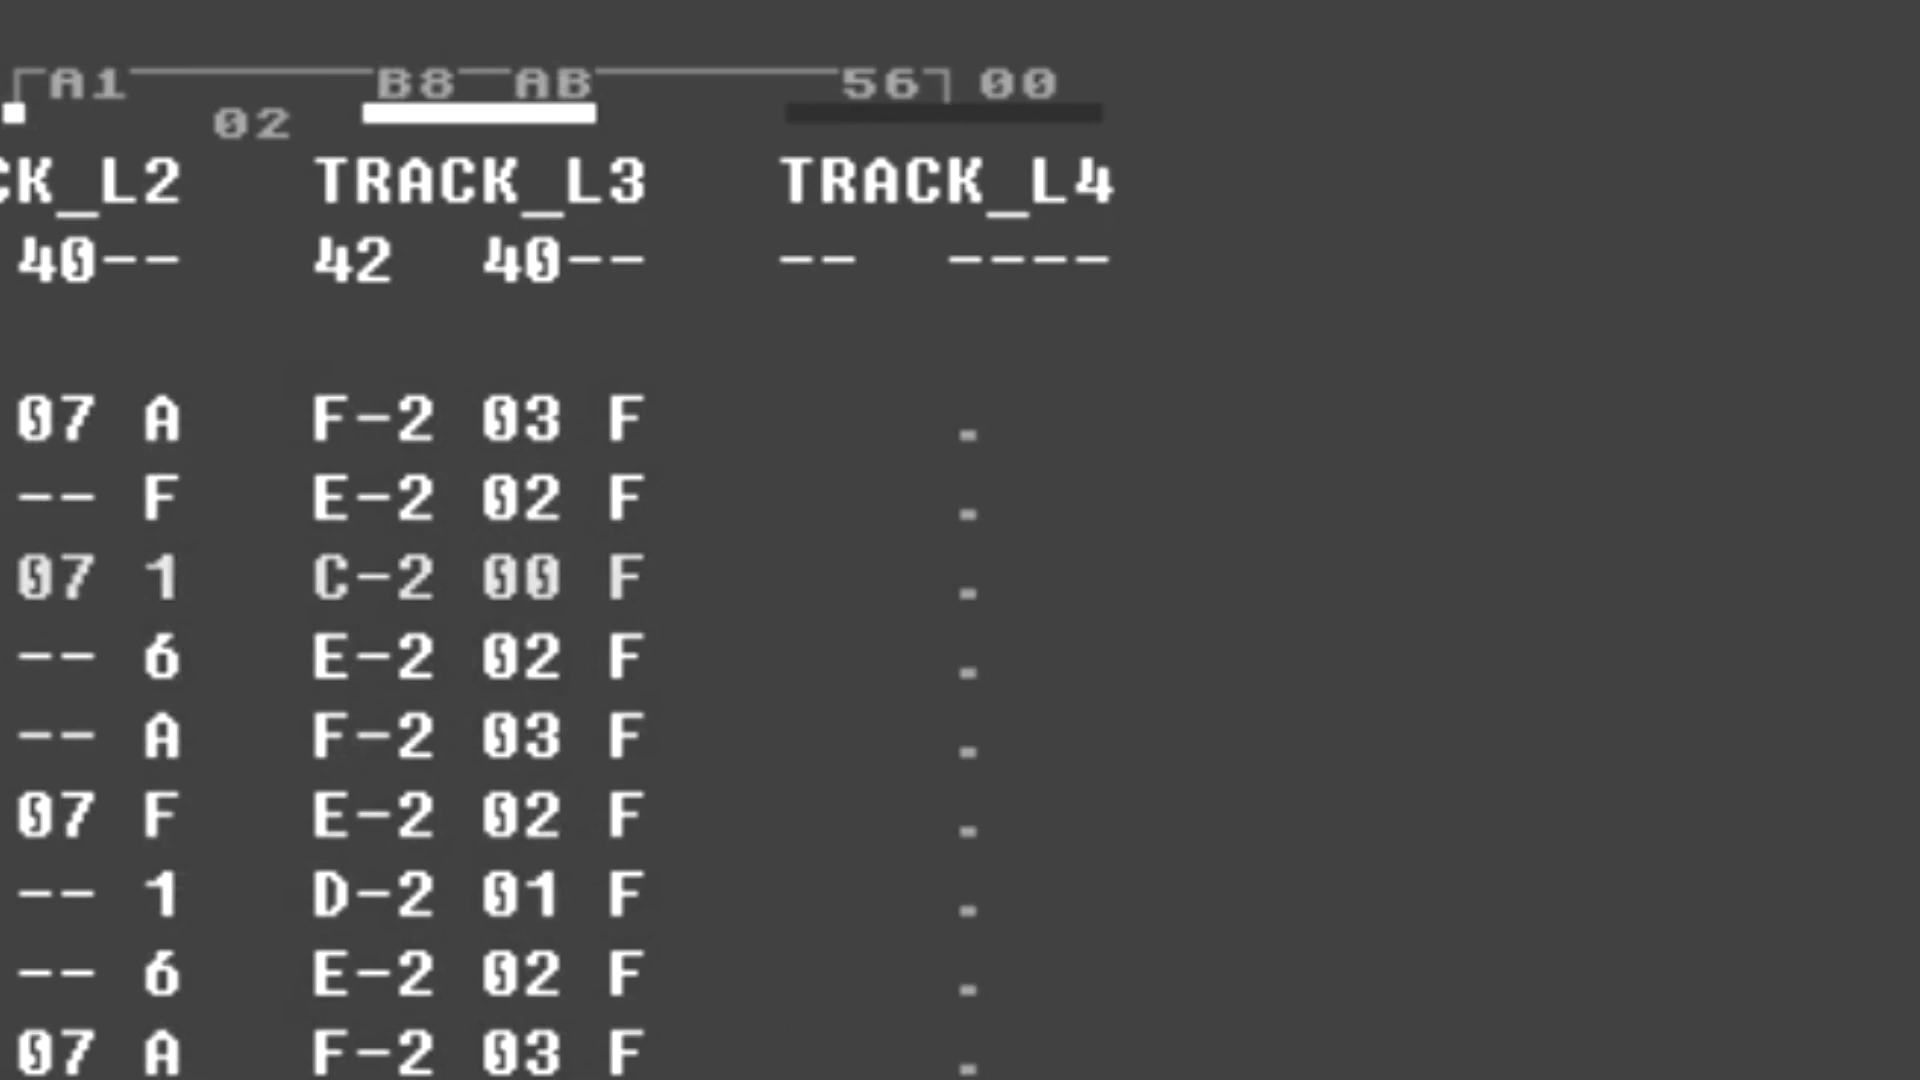 A1 B8 AB 56 00
02
CK_L2 TRACK_L3 TRACK_L4
40-- 42 40-- -- ----
07 A F-2 03 F .
-- F E-2 02 F .
07 1 C-2 00 F .
-- 6 E-2 02 F .
-- A F-2 03 F .
07 F E-2 02 F .
-- 1 D-2 01 F .
-- 6 E-2 02 F .
07 A F-2 03 F .